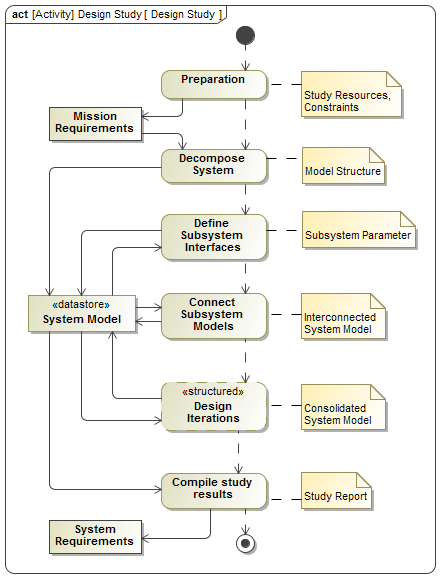 act [Activity] Design Study [ Design Study ]
Preparation
Study Resources,
Constraints
Mission
Requirements
Decompose
System
Model Structure
Define
Subsystem
Interfaces
Subsystem Parameter
«datastore»
System Model
Connect
Subsystem
Models
Interconnected
System Model
«structured»
Design
Iterations
Consolidated
System Model
Compile study
results
Study Report
System
Requirements